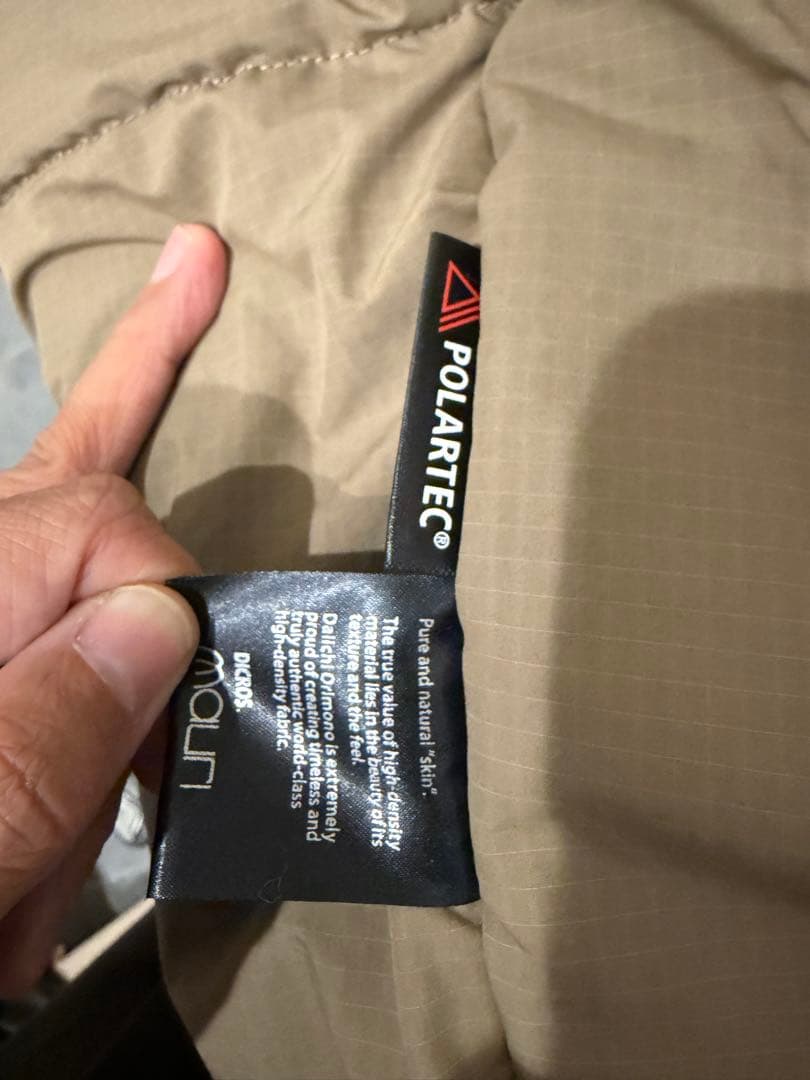 POLARTEC®
Pure and natural "skin".
The true value of high-density
material lies in the beauty of its
texture and the feel.
Daiichi Orimono is extremely
proud of creating timeless and
truly authentic world-class
high-density fabric.
DICROS.
mauri